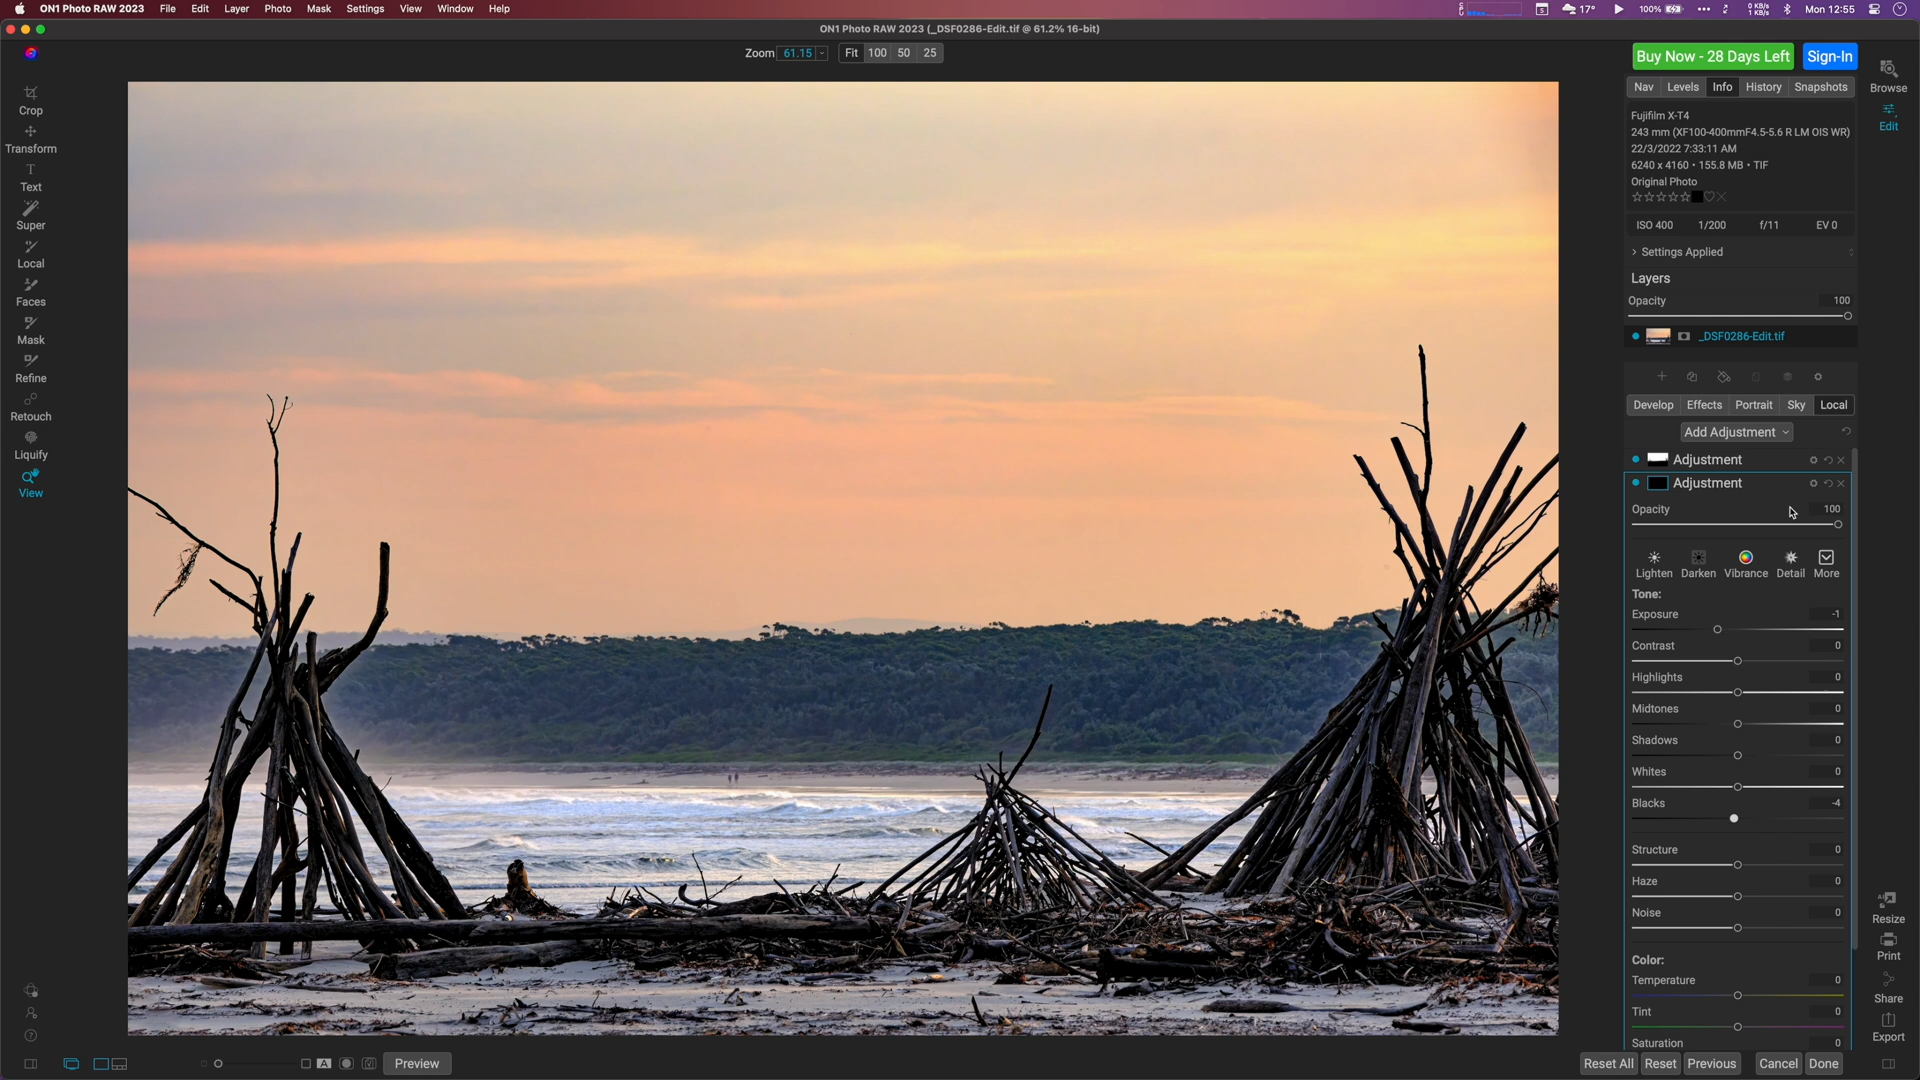 ON1 Photo RAW 2023 File Edit Layer Photo Mask Settings View Window Help
17° 100% 0 KB/s 1 KB/s Mon 12:55
ON1 Photo RAW 2023 (_DSF0286-Edit.tif @ 61.2% 16-bit)
Zoom 61.15 Fit 100 50 25
Buy Now - 28 Days Left Sign-In
Browse
Edit
Crop
Transform
Text
Super
Local
Faces
Mask
Refine
Retouch
Liquify
View
Nav Levels Info History Snapshots
Fujifilm X-T4
243 mm (XF100-400mmF4.5-5.6 R LM OIS WR)
22/3/2022 7:33:11 AM
6240 x 4160 • 155.8 MB • TIF
Original Photo
ISO 400 1/200 f/11 EV 0
Settings Applied
Layers
Opacity 100
_DSF0286-Edit.tif
Develop Effects Portrait Sky Local
Add Adjustment
Adjustment
Adjustment
Opacity 100
Lighten Darken Vibrance Detail More
Tone:
Exposure -1
Contrast 0
Highlights 0
Midtones 0
Shadows 0
Whites 0
Blacks -4
Structure 0
Haze 0
Noise 0
Color:
Temperature 0
Tint 0
Saturation 0
Resize
Print
Share
Export
A Preview
Reset All Reset Previous Cancel Done